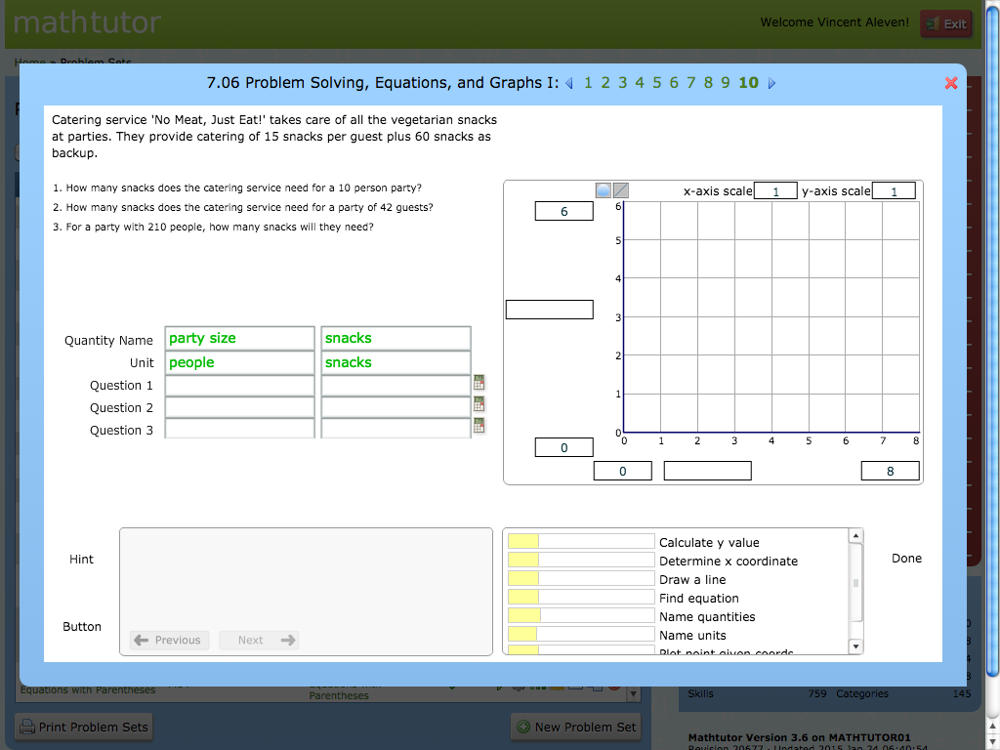 mathtutor
Welcome Vincent Aleven!
Exit
Home » Problem Sets
7.06 Problem Solving, Equations, and Graphs I: 1 2 3 4 5 6 7 8 9 10
Catering service 'No Meat, Just Eat!' takes care of all the vegetarian snacks
at parties. They provide catering of 15 snacks per guest plus 60 snacks as
backup.
1. How many snacks does the catering service need for a 10 person party?
2. How many snacks does the catering service need for a party of 42 guests?
3. For a party with 210 people, how many snacks will they need?
x-axis scale 1 y-axis scale 1
6
6
5
4
3
2
1
0
0
0 1 2 3 4 5 6 7 8
0
8
Quantity Name party size snacks
Unit people snacks
Question 1
Question 2
Question 3
Hint
Button
Previous
Next
Calculate y value
Determine x coordinate
Draw a line
Find equation
Name quantities
Name units
Plot point given coords
Done
Equations with Parentheses
Parentheses
Skills 759 Categories 145
Print Problem Sets
New Problem Set
Mathtutor Version 3.6 on MATHTUTOR01
Revision 20677 - Updated 2015 Jan 24 06:40:54